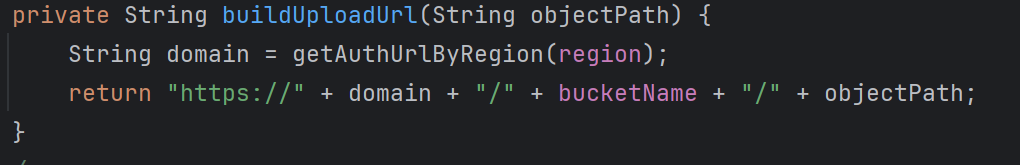 private String buildUploadUrl(String objectPath) {
    String domain = getAuthUrlByRegion(region);
    return "https://" + domain + "/" + bucketName + "/" + objectPath;
}